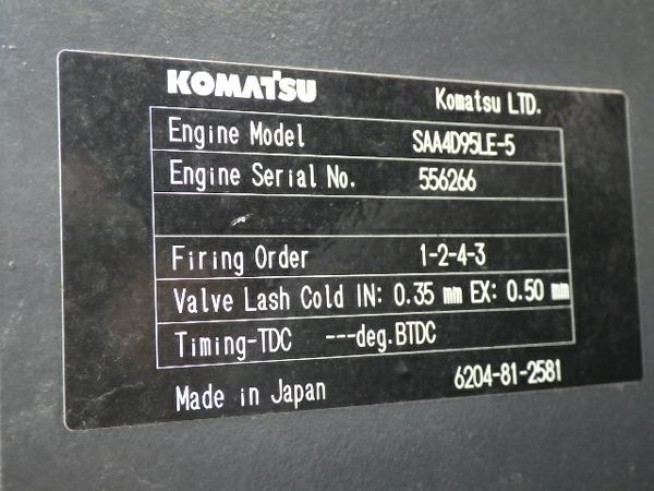 KOMATSU Komatsu LTD.
Engine Model SAA4D95LE-5
Engine Serial No. 556266
Firing Order 1-2-4-3
Valve Lash Cold IN: 0.35 mm EX: 0.50 mm
Timing-TDC ---deg.BTDC
Made in Japan 6204-81-2581